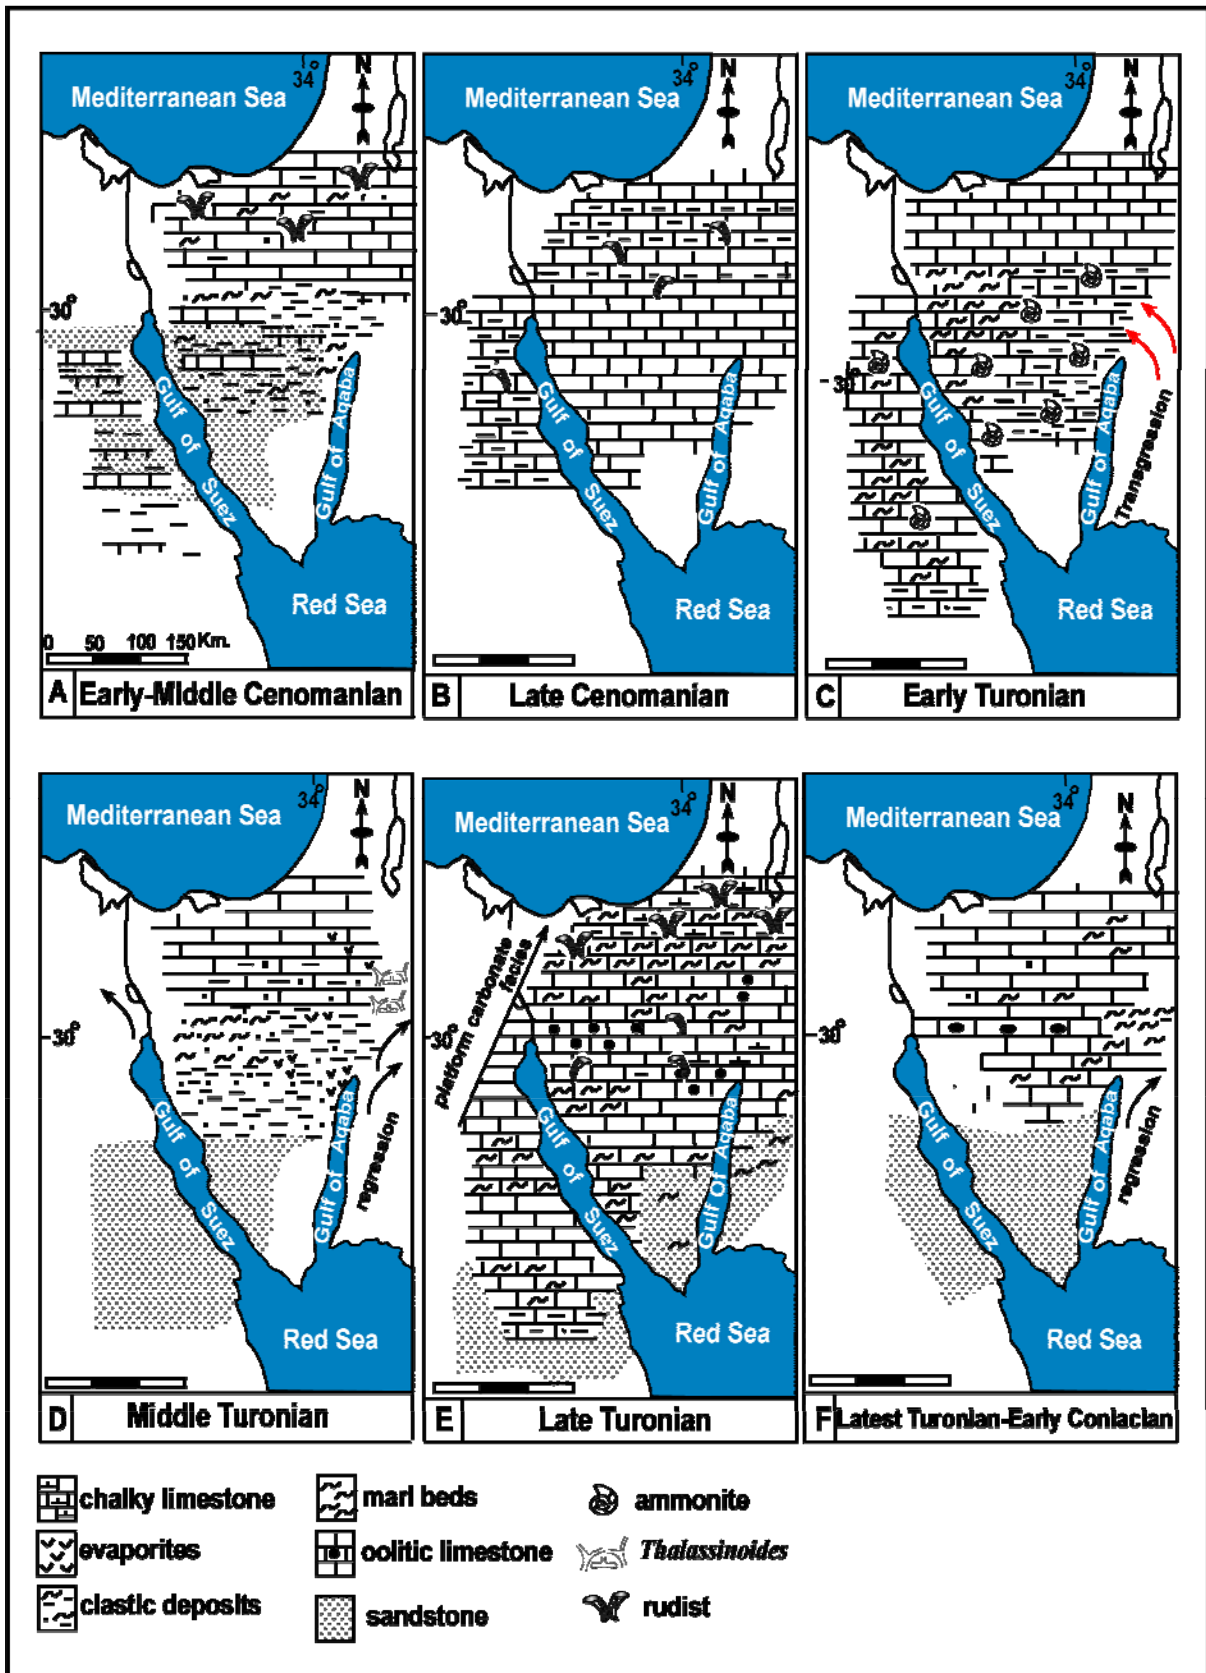 34°
N
Mediterranean Sea
30°
Gulf of Suez
Gulf of Aqaba
Red Sea
0 50 100 150Km.
A Early-Middle Cenomanian
34°
N
Mediterranean Sea
30°
Gulf of Suez
Gulf of Aqaba
Red Sea
B Late Cenomanian
34°
N
Mediterranean Sea
30°
Gulf of Suez
Gulf of Aqaba
Transgression
Red Sea
C Early Turonian
34°
N
Mediterranean Sea
30°
Gulf of Suez
Gulf of Aqaba
regression
Red Sea
D Middle Turonian
34°
N
Mediterranean Sea
platform carbonate
facies
30°
Gulf of Suez
Gulf Of Aqaba
Red Sea
E Late Turonian
34°
N
Mediterranean Sea
30°
Gulf of Suez
Gulf of Aqaba
regression
Red Sea
F Latest Turonian-Early Coniacian
chalky limestone
marl beds
ammonite
evaporites
oolitic limestone
Thalassinoides
clastic deposits
sandstone
rudist